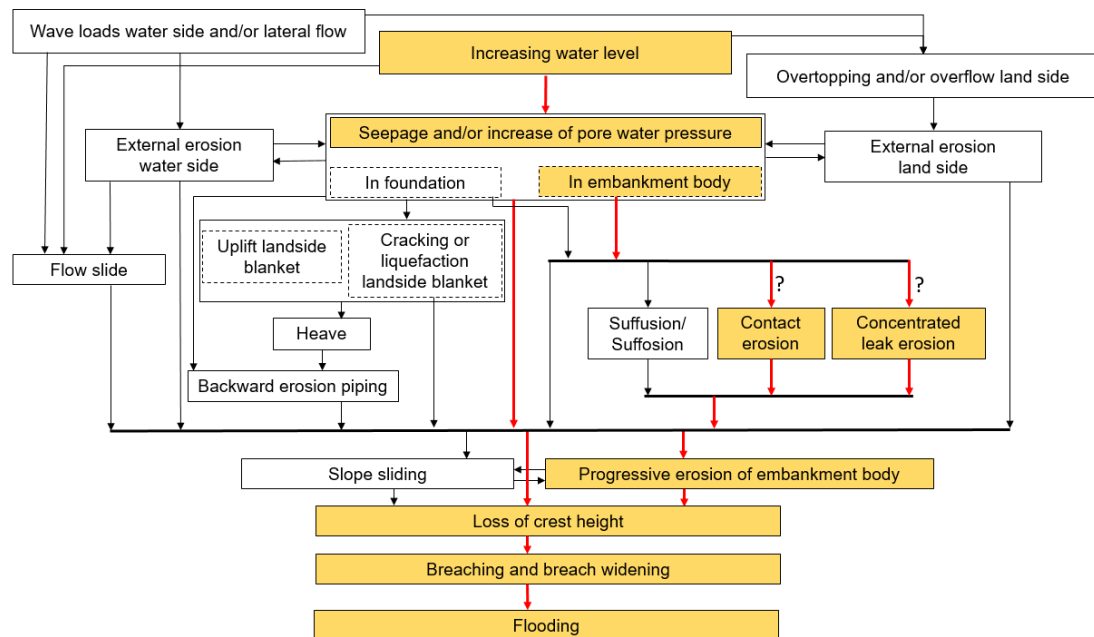 Wave loads water side and/or lateral flow
Increasing water level
Overtopping and/or overflow land side
Seepage and/or increase of pore water pressure
External erosion
water side
External erosion
land side
In foundation
In embankment body
Uplift landside
blanket
Cracking or
liquefaction
landside blanket
Flow slide
?
?
Suffusion/
Suffosion
Contact
erosion
Concentrated
leak erosion
Heave
Backward erosion piping
Slope sliding
Progressive erosion of embankment body
Loss of crest height
Breaching and breach widening
Flooding